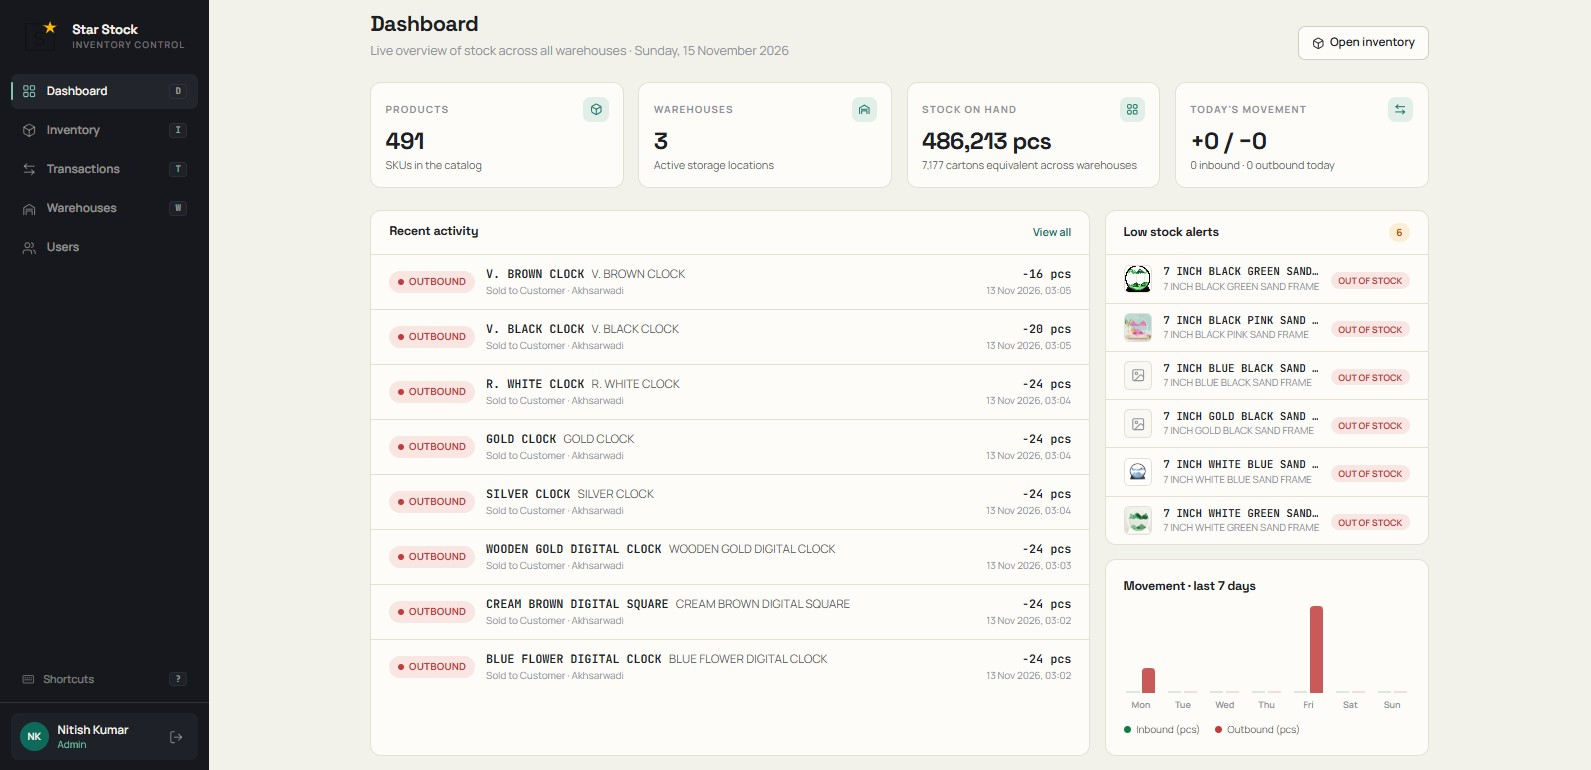 Star Stock
INVENTORY CONTROL
Dashboard D
Inventory I
Transactions T
Warehouses W
Users
Shortcuts ?
NK
Nitish Kumar
Admin
Dashboard
Live overview of stock across all warehouses · Sunday, 15 November 2026
Open inventory
PRODUCTS
491
SKUs in the catalog
WAREHOUSES
3
Active storage locations
STOCK ON HAND
486,213 pcs
7,177 cartons equivalent across warehouses
TODAY'S MOVEMENT
+0 / −0
0 inbound · 0 outbound today
Recent activity
View all
OUTBOUND V. BROWN CLOCK V. BROWN CLOCK -16 pcs
Sold to Customer · Akhsarwadi 13 Nov 2026, 03:05
OUTBOUND V. BLACK CLOCK V. BLACK CLOCK -20 pcs
Sold to Customer · Akhsarwadi 13 Nov 2026, 03:05
OUTBOUND R. WHITE CLOCK R. WHITE CLOCK -24 pcs
Sold to Customer · Akhsarwadi 13 Nov 2026, 03:04
OUTBOUND GOLD CLOCK GOLD CLOCK -24 pcs
Sold to Customer · Akhsarwadi 13 Nov 2026, 03:04
OUTBOUND SILVER CLOCK SILVER CLOCK -24 pcs
Sold to Customer · Akhsarwadi 13 Nov 2026, 03:04
OUTBOUND WOODEN GOLD DIGITAL CLOCK WOODEN GOLD DIGITAL CLOCK -24 pcs
Sold to Customer · Akhsarwadi 13 Nov 2026, 03:03
OUTBOUND CREAM BROWN DIGITAL SQUARE CREAM BROWN DIGITAL SQUARE -24 pcs
Sold to Customer · Akhsarwadi 13 Nov 2026, 03:02
OUTBOUND BLUE FLOWER DIGITAL CLOCK BLUE FLOWER DIGITAL CLOCK -24 pcs
Sold to Customer · Akhsarwadi 13 Nov 2026, 03:02
Low stock alerts 6
7 INCH BLACK GREEN SAND…
7 INCH BLACK GREEN SAND FRAME
OUT OF STOCK
7 INCH BLACK PINK SAND …
7 INCH BLACK PINK SAND FRAME
OUT OF STOCK
7 INCH BLUE BLACK SAND …
7 INCH BLUE BLACK SAND FRAME
OUT OF STOCK
7 INCH GOLD BLACK SAND …
7 INCH GOLD BLACK SAND FRAME
OUT OF STOCK
7 INCH WHITE BLUE SAND …
7 INCH WHITE BLUE SAND FRAME
OUT OF STOCK
7 INCH WHITE GREEN SAND…
7 INCH WHITE GREEN SAND FRAME
OUT OF STOCK
Movement · last 7 days
Mon Tue Wed Thu Fri Sat Sun
Inbound (pcs) Outbound (pcs)